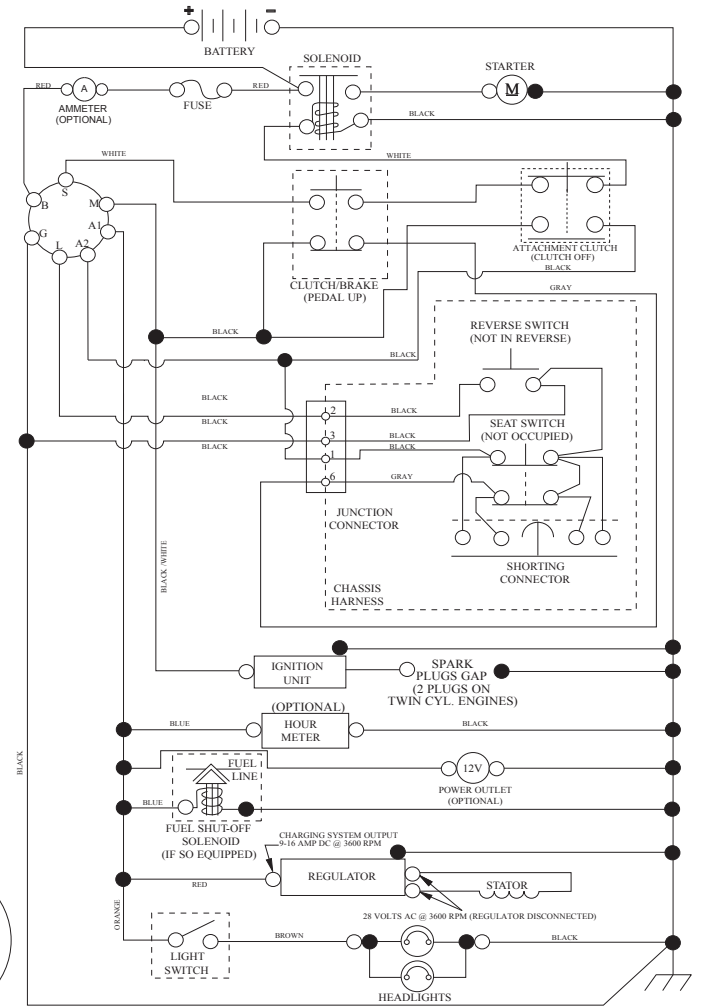 + -
BATTERY
SOLENOID
STARTER
RED
A
RED
M
AMMETER
(OPTIONAL)
FUSE
BLACK
WHITE
WHITE
S
B
M
A1
G
L
A2
ATTACHMENT CLUTCH
(CLUTCH OFF)
BLACK
CLUTCH/BRAKE
(PEDAL UP)
GRAY
REVERSE SWITCH
(NOT IN REVERSE)
BLACK
BLACK
BLACK
2
BLACK
BLACK
SEAT SWITCH
(NOT OCCUPIED)
3
BLACK
BLACK
1
BLACK
6
GRAY
JUNCTION
CONNECTOR
SHORTING
CONNECTOR
BLACK /WHITE
CHASSIS
HARNESS
IGNITION
UNIT
SPARK
PLUGS GAP
(2 PLUGS ON
TWIN CYL. ENGINES)
(OPTIONAL)
BLUE
HOUR
METER
BLACK
BLACK
FUEL
LINE
12V
POWER OUTLET
(OPTIONAL)
BLUE
FUEL SHUT-OFF
SOLENOID
(IF SO EQUIPPED)
CHARGING SYSTEM OUTPUT
9-16 AMP DC @ 3600 RPM
REGULATOR
RED
STATOR
28 VOLTS AC @ 3600 RPM (REGULATOR DISCONNECTED)
ORANGE
BROWN
BLACK
LIGHT
SWITCH
HEADLIGHTS